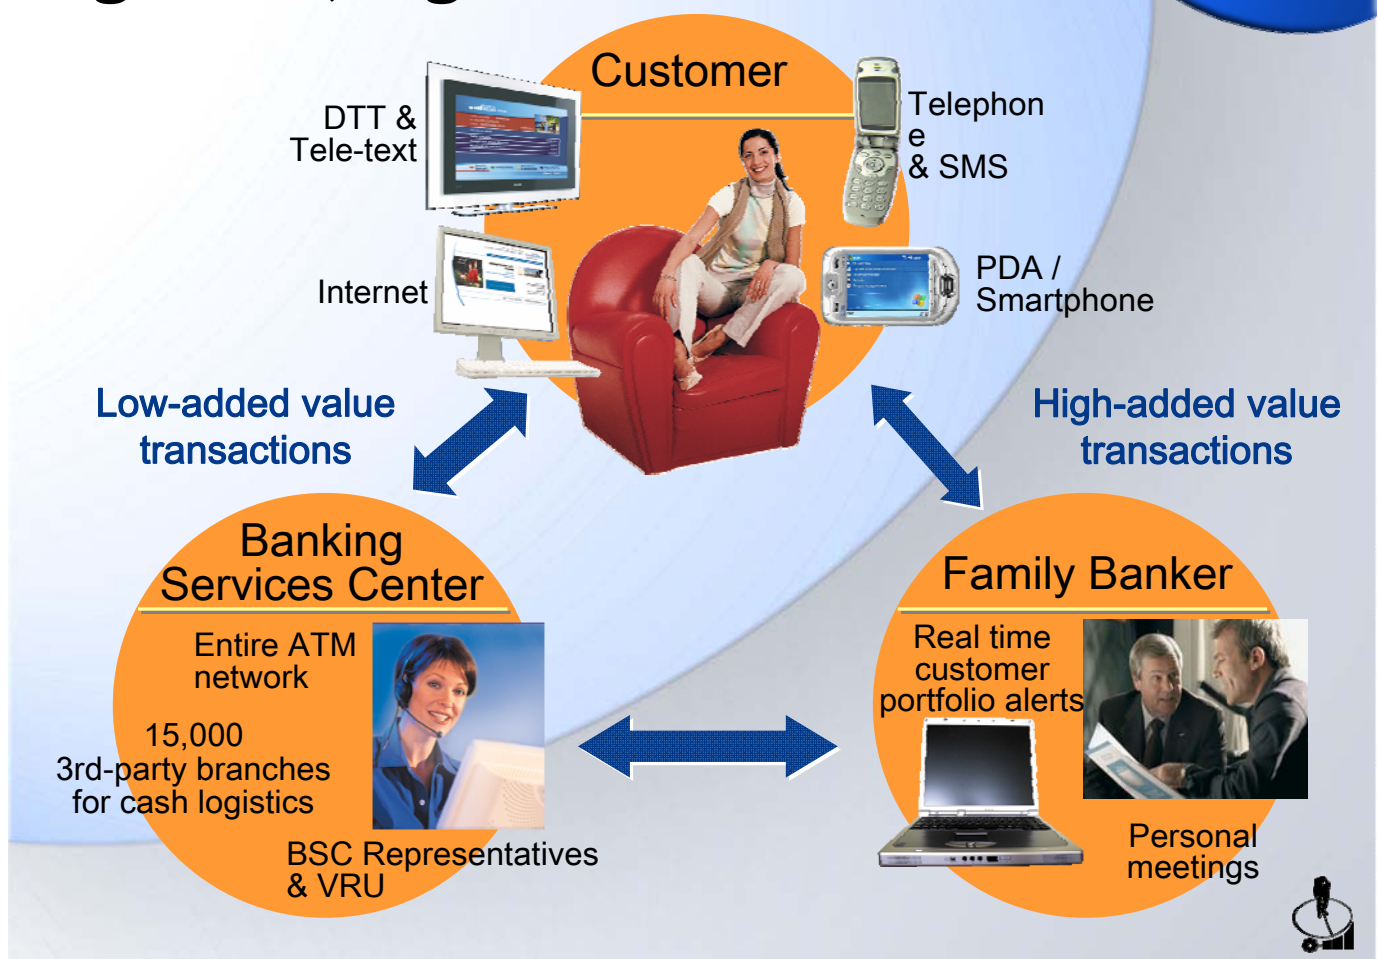 Customer
DTT &
Tele-text
Telephon
e
& SMS
Internet
PDA /
Smartphone
Low-added value
transactions
High-added value
transactions
Banking
Services Center
Entire ATM
network
15,000
3rd-party branches
for cash logistics
BSC Representatives
& VRU
Family Banker
Real time
customer
portfolio alerts
Personal
meetings